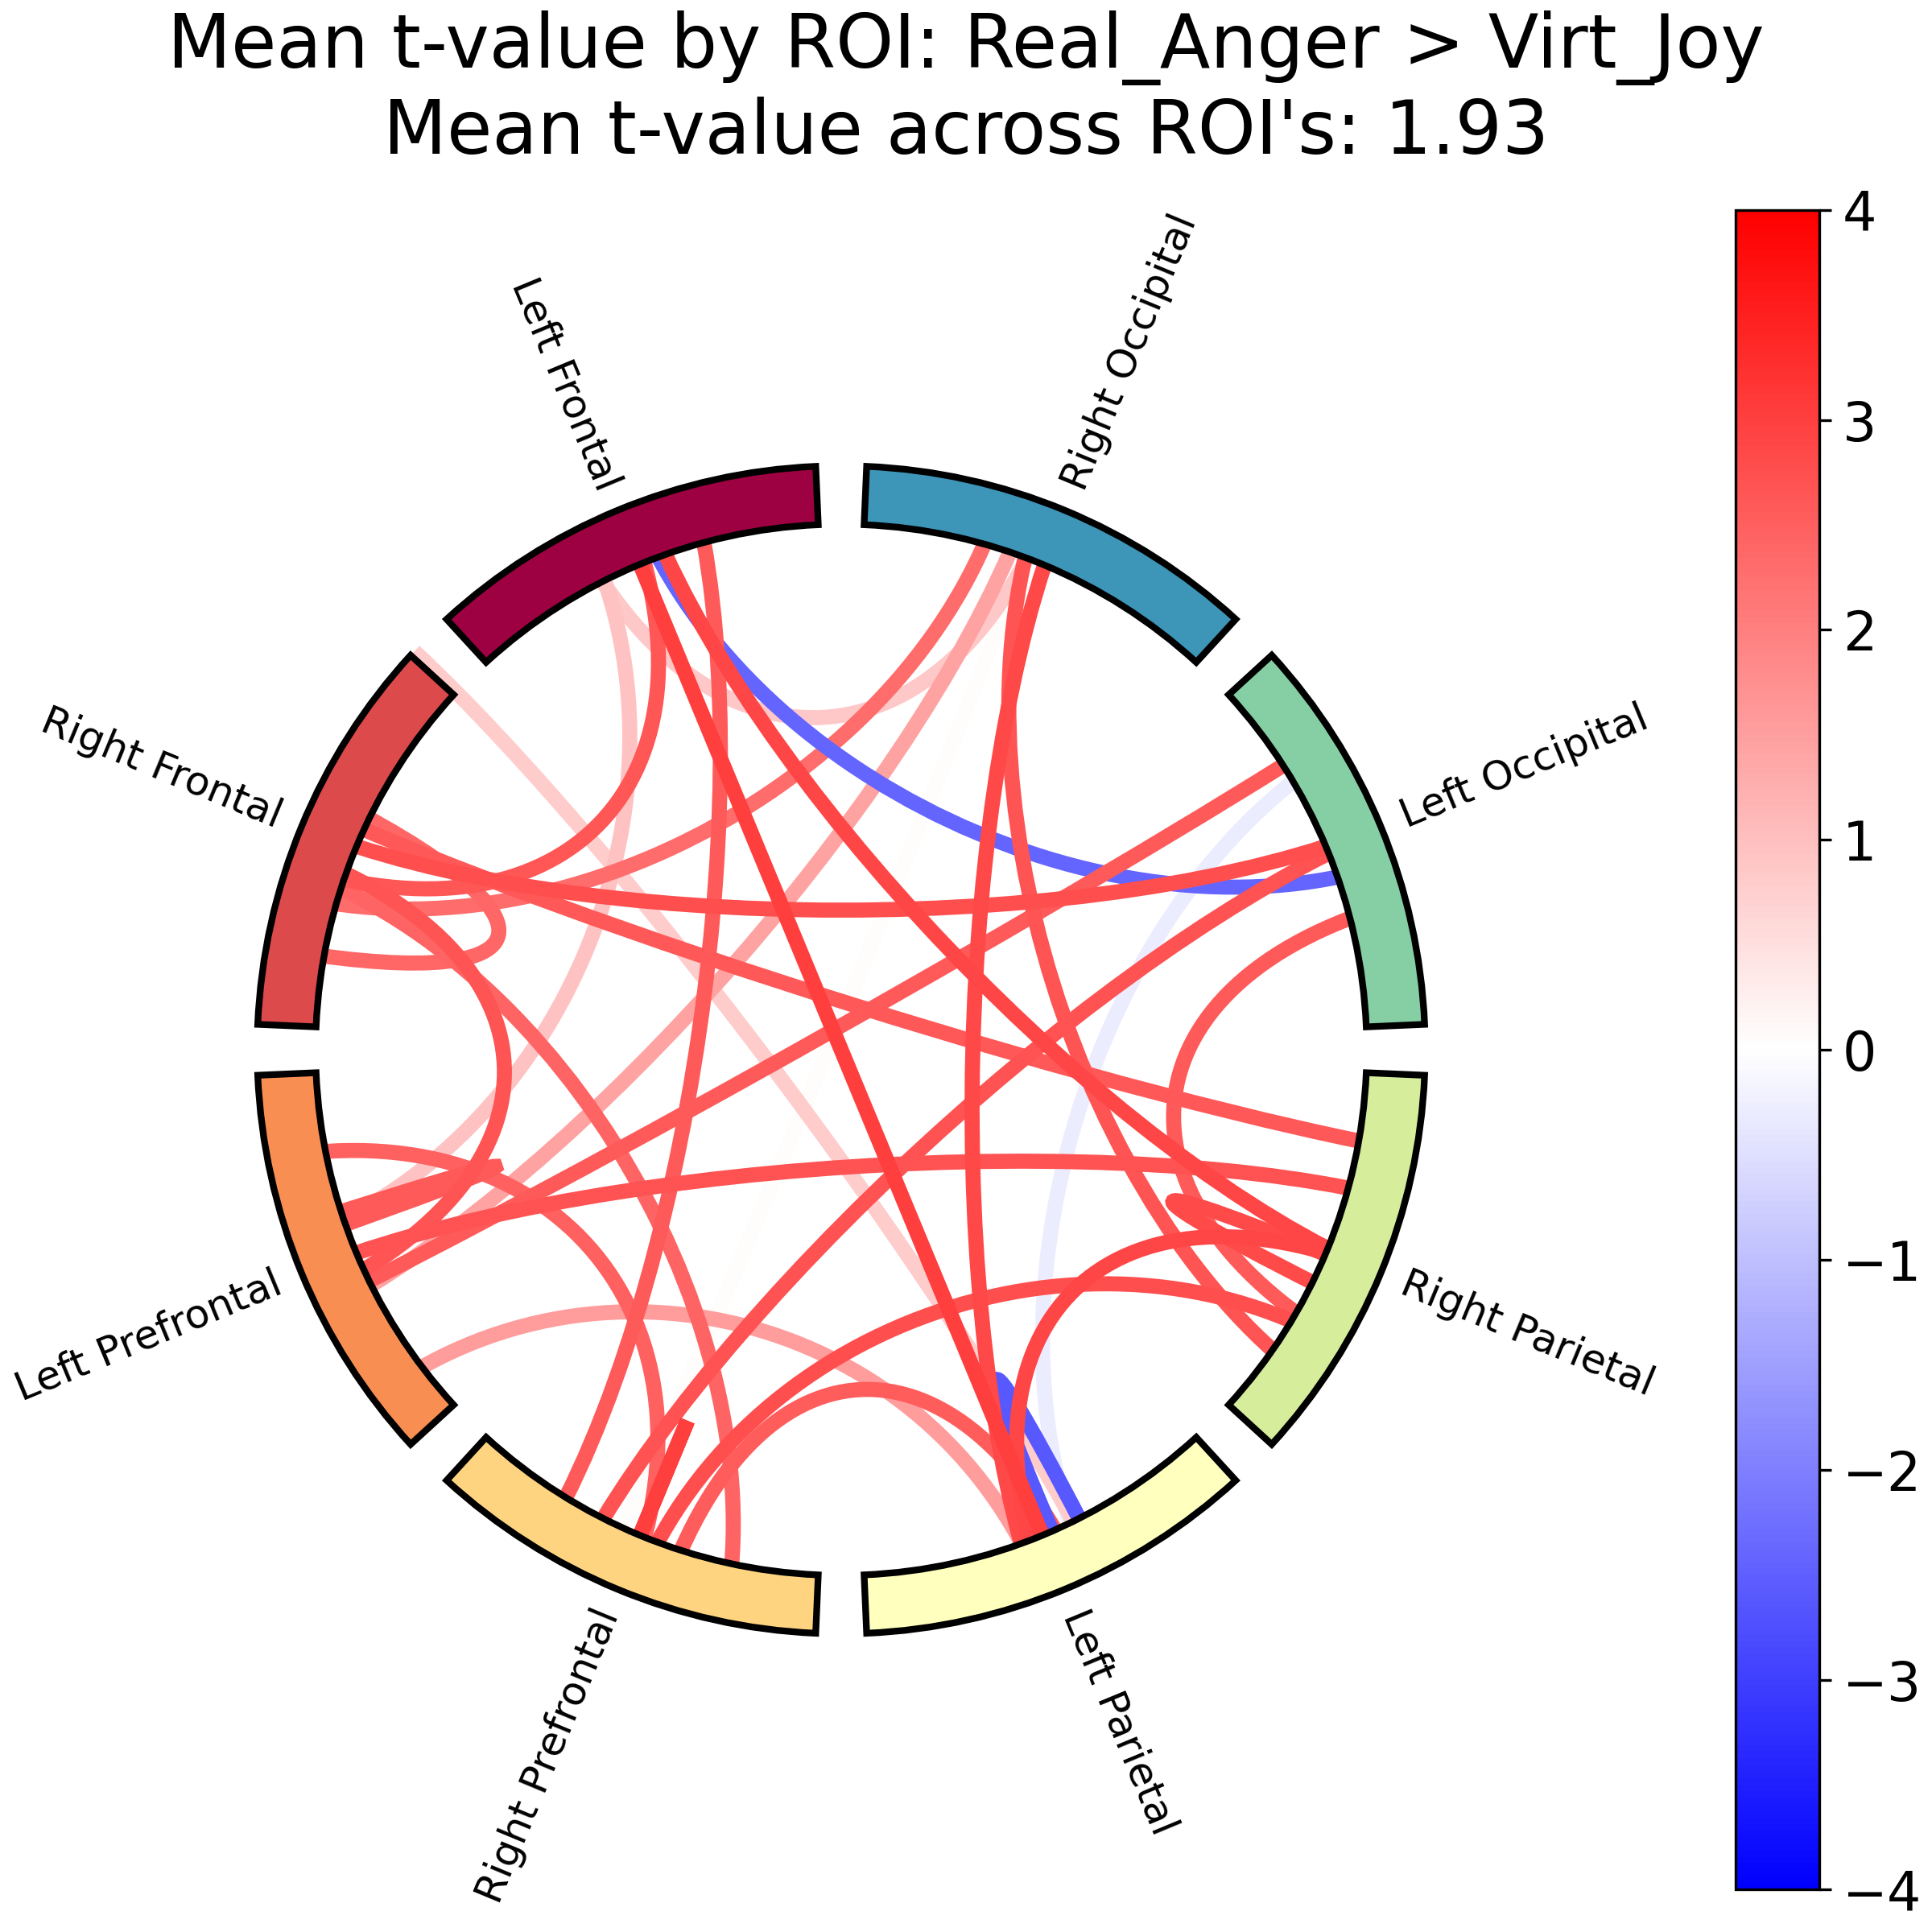 Mean t-value by ROI: Real_Anger > Virt_Joy
Mean t-value across ROI's: 1.93
Left Frontal
Right Occipital
Right Frontal
Left Occipital
Left Prefrontal
Right Parietal
Right Prefrontal
Left Parietal
4
3
2
1
0
−1
−2
−3
−4